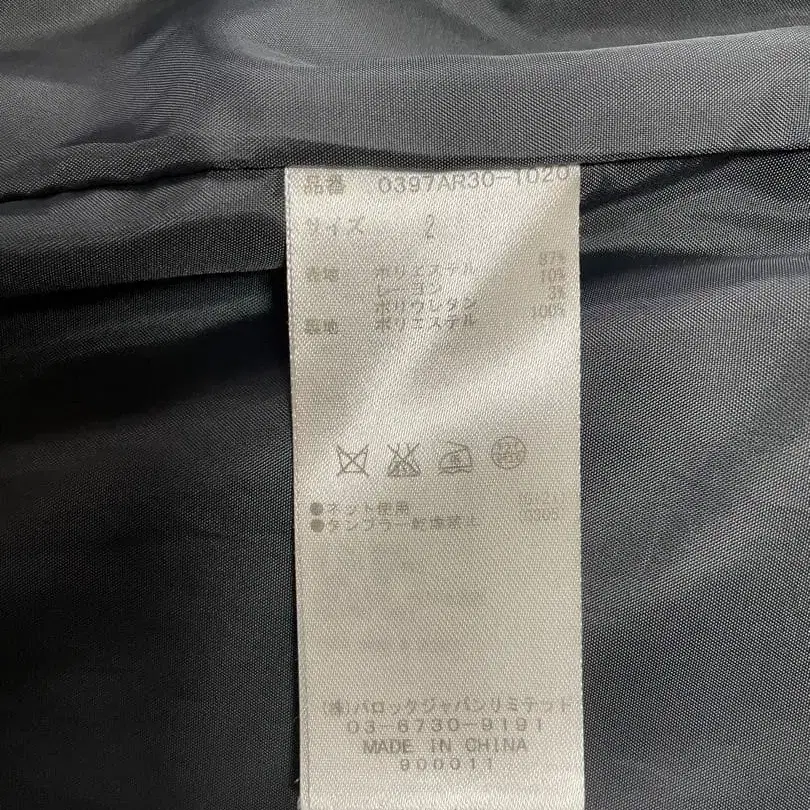 品番 0397AR30-1020
サイズ 2
表地 ポリエステル 87%
レーヨン 10%
ポリウレタン 3%
裏地 ポリエステル 100%
●ネット使用
●タンブラー乾燥禁止
(株)バロックジャパンリミテッド
03-6730-9191
MADE IN CHINA
900011